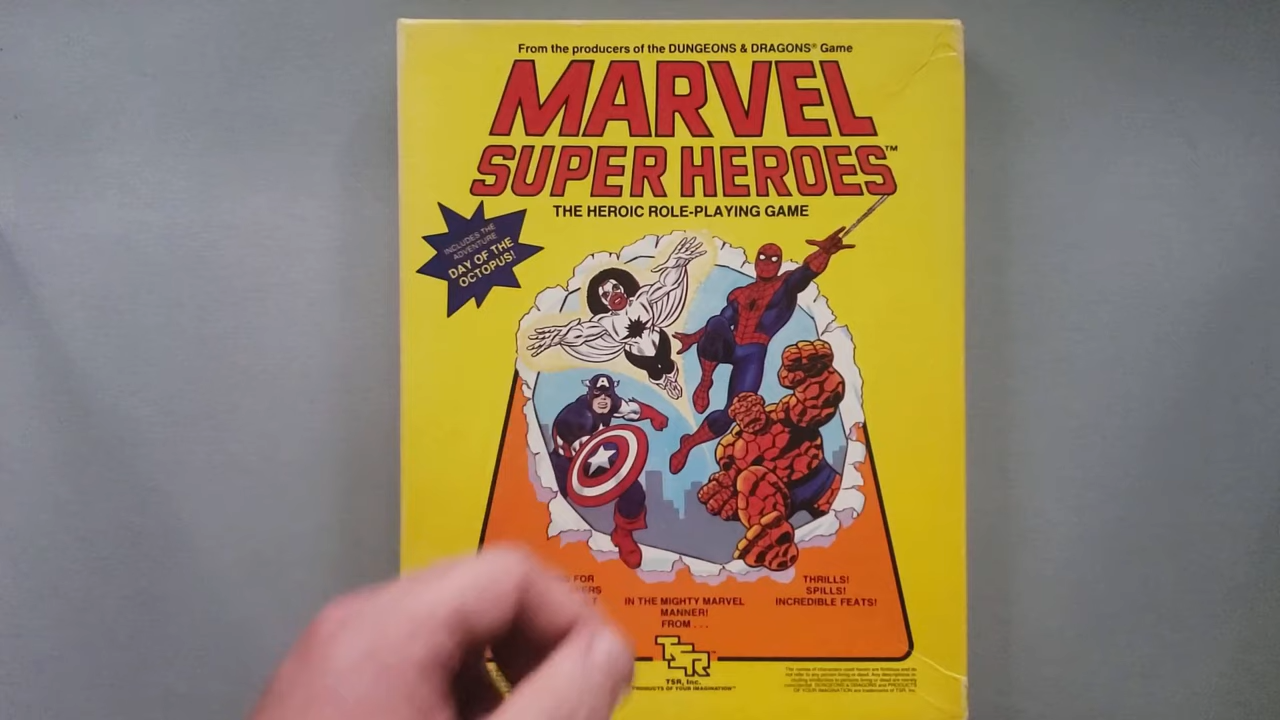 From the producers of the DUNGEONS & DRAGONS® Game
MARVEL
SUPER HEROES™
THE HEROIC ROLE-PLAYING GAME
INCLUDES THE
ADVENTURE
DAY OF THE
OCTOPUS!
A
FOR
IN THE MIGHTY MARVEL
MANNER!
FROM . . .
THRILLS!
SPILLS!
INCREDIBLE FEATS!
TSR
TSR, Inc.
PRODUCTS OF YOUR IMAGINATION™